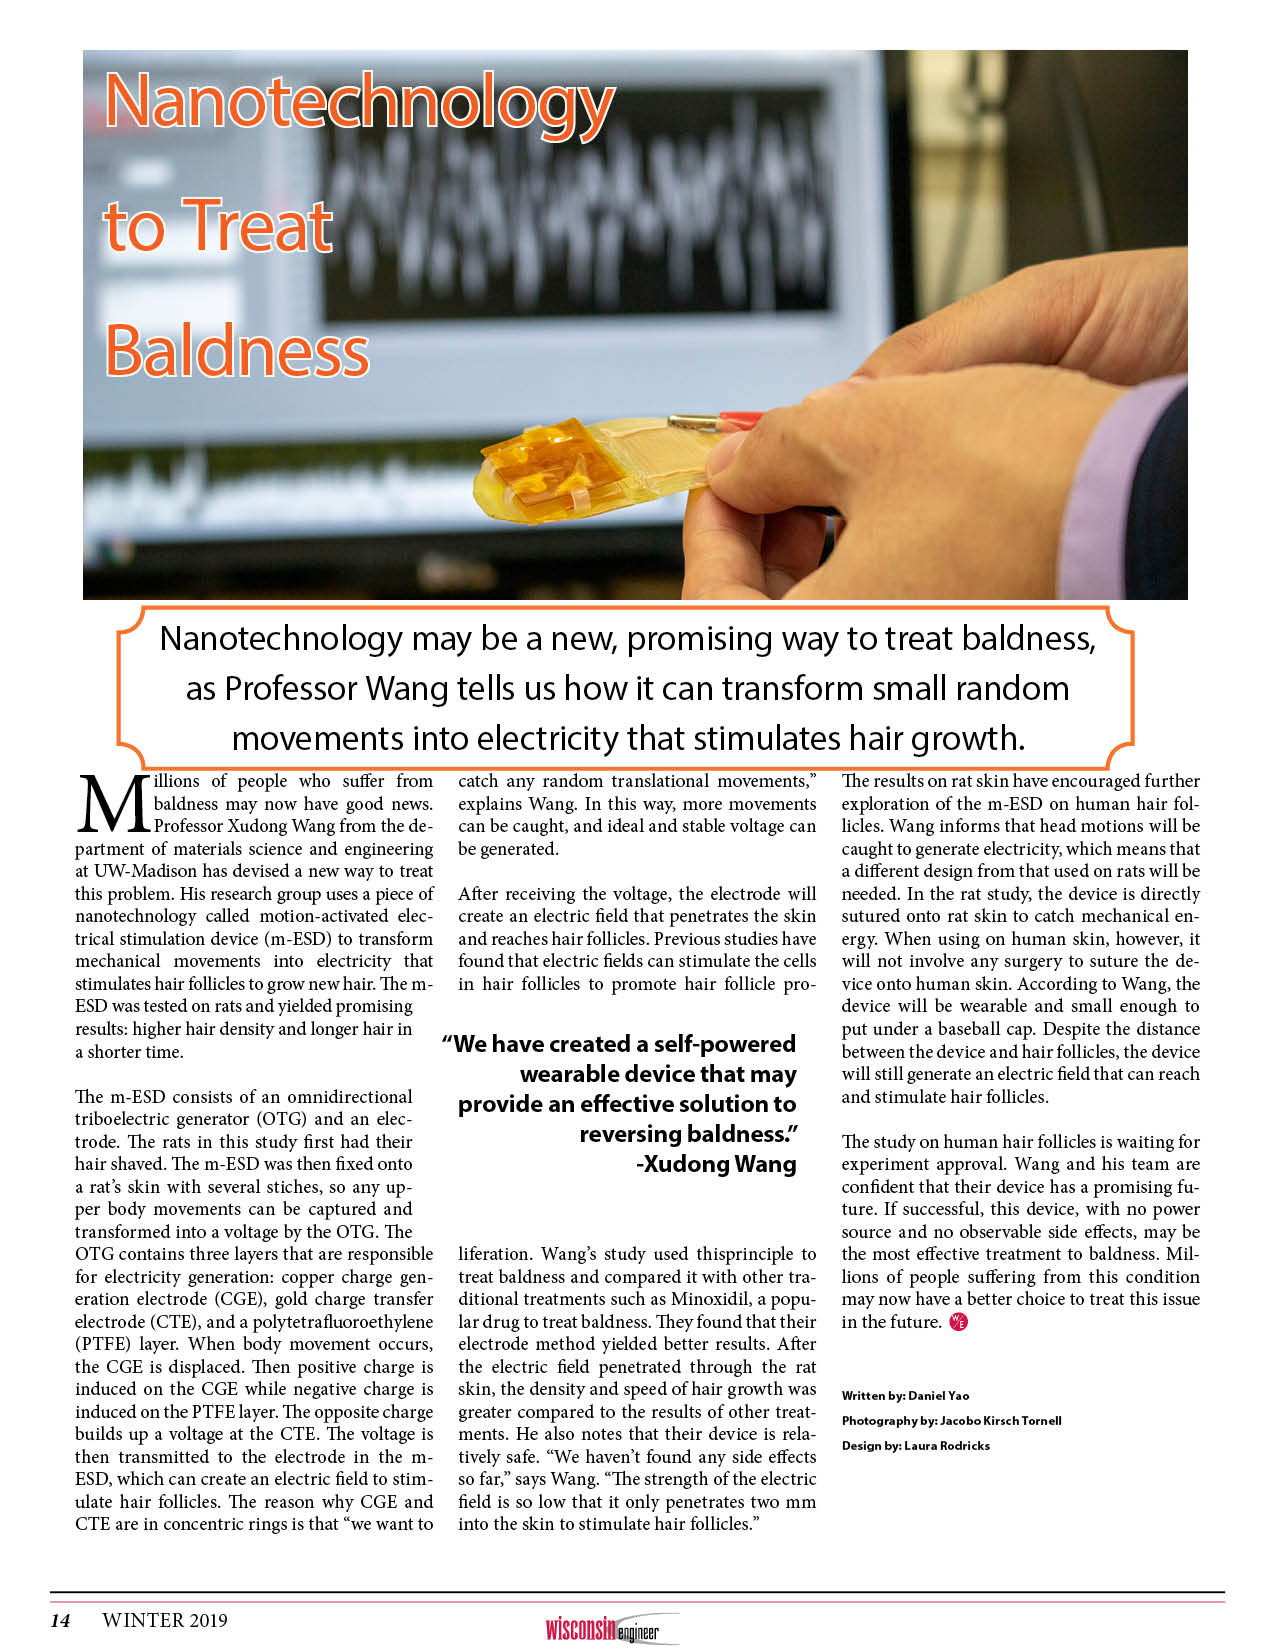 Nanotechnology
to Treat
Baldness
Nanotechnology may be a new, promising way to treat baldness,
as Professor Wang tells us how it can transform small random
movements into electricity that stimulates hair growth.
Millions of people who suffer from
baldness may now have good news.
Professor Xudong Wang from the de-
partment of materials science and engineering
at UW-Madison has devised a new way to treat
this problem. His research group uses a piece of
nanotechnology called motion-activated elec-
trical stimulation device (m-ESD) to transform
mechanical movements into electricity that
stimulates hair follicles to grow new hair. The m-
ESD was tested on rats and yielded promising
results: higher hair density and longer hair in
a shorter time.
The m-ESD consists of an omnidirectional
triboelectric generator (OTG) and an elec-
trode. The rats in this study first had their
hair shaved. The m-ESD was then fixed onto
a rat's skin with several stiches, so any up-
per body movements can be captured and
transformed into a voltage by the OTG. The
OTG contains three layers that are responsible
for electricity generation: copper charge gen-
eration electrode (CGE), gold charge transfer
electrode (CTE), and a polytetrafluoroethylene
(PTFE) layer. When body movement occurs,
the CGE is displaced. Then positive charge is
induced on the CGE while negative charge is
induced on the PTFE layer. The opposite charge
builds up a voltage at the CTE. The voltage is
then transmitted to the electrode in the m-
ESD, which can create an electric field to stim-
ulate hair follicles. The reason why CGE and
CTE are in concentric rings is that “we want to
catch any random translational movements,”
explains Wang. In this way, more movements
can be caught, and ideal and stable voltage can
be generated.
After receiving the voltage, the electrode will
create an electric field that penetrates the skin
and reaches hair follicles. Previous studies have
found that electric fields can stimulate the cells
in hair follicles to promote hair follicle pro-
“We have created a self-powered
wearable device that may
provide an effective solution to
reversing baldness.”
-Xudong Wang
liferation. Wang's study used thisprinciple to
treat baldness and compared it with other tra-
ditional treatments such as Minoxidil, a popu-
lar drug to treat baldness. They found that their
electrode method yielded better results. After
the electric field penetrated through the rat
skin, the density and speed of hair growth was
greater compared to the results of other treat-
ments. He also notes that their device is rela-
tively safe. “We haven't found any side effects
so far,” says Wang. “The strength of the electric
field is so low that it only penetrates two mm
into the skin to stimulate hair follicles.”
The results on rat skin have encouraged further
exploration of the m-ESD on human hair fol-
licles. Wang informs that head motions will be
caught to generate electricity, which means that
a different design from that used on rats will be
needed. In the rat study, the device is directly
sutured onto rat skin to catch mechanical en-
ergy. When using on human skin, however, it
will not involve any surgery to suture the de-
vice onto human skin. According to Wang, the
device will be wearable and small enough to
put under a baseball cap. Despite the distance
between the device and hair follicles, the device
will still generate an electric field that can reach
and stimulate hair follicles.
The study on human hair follicles is waiting for
experiment approval. Wang and his team are
confident that their device has a promising fu-
ture. If successful, this device, with no power
source and no observable side effects, may be
the most effective treatment to baldness. Mil-
lions of people suffering from this condition
may now have a better choice to treat this issue
in the future. W/E
Written by: Daniel Yao
Photography by: Jacobo Kirsch Tornell
Design by: Laura Rodricks
14 WINTER 2019
wisconsin engineer